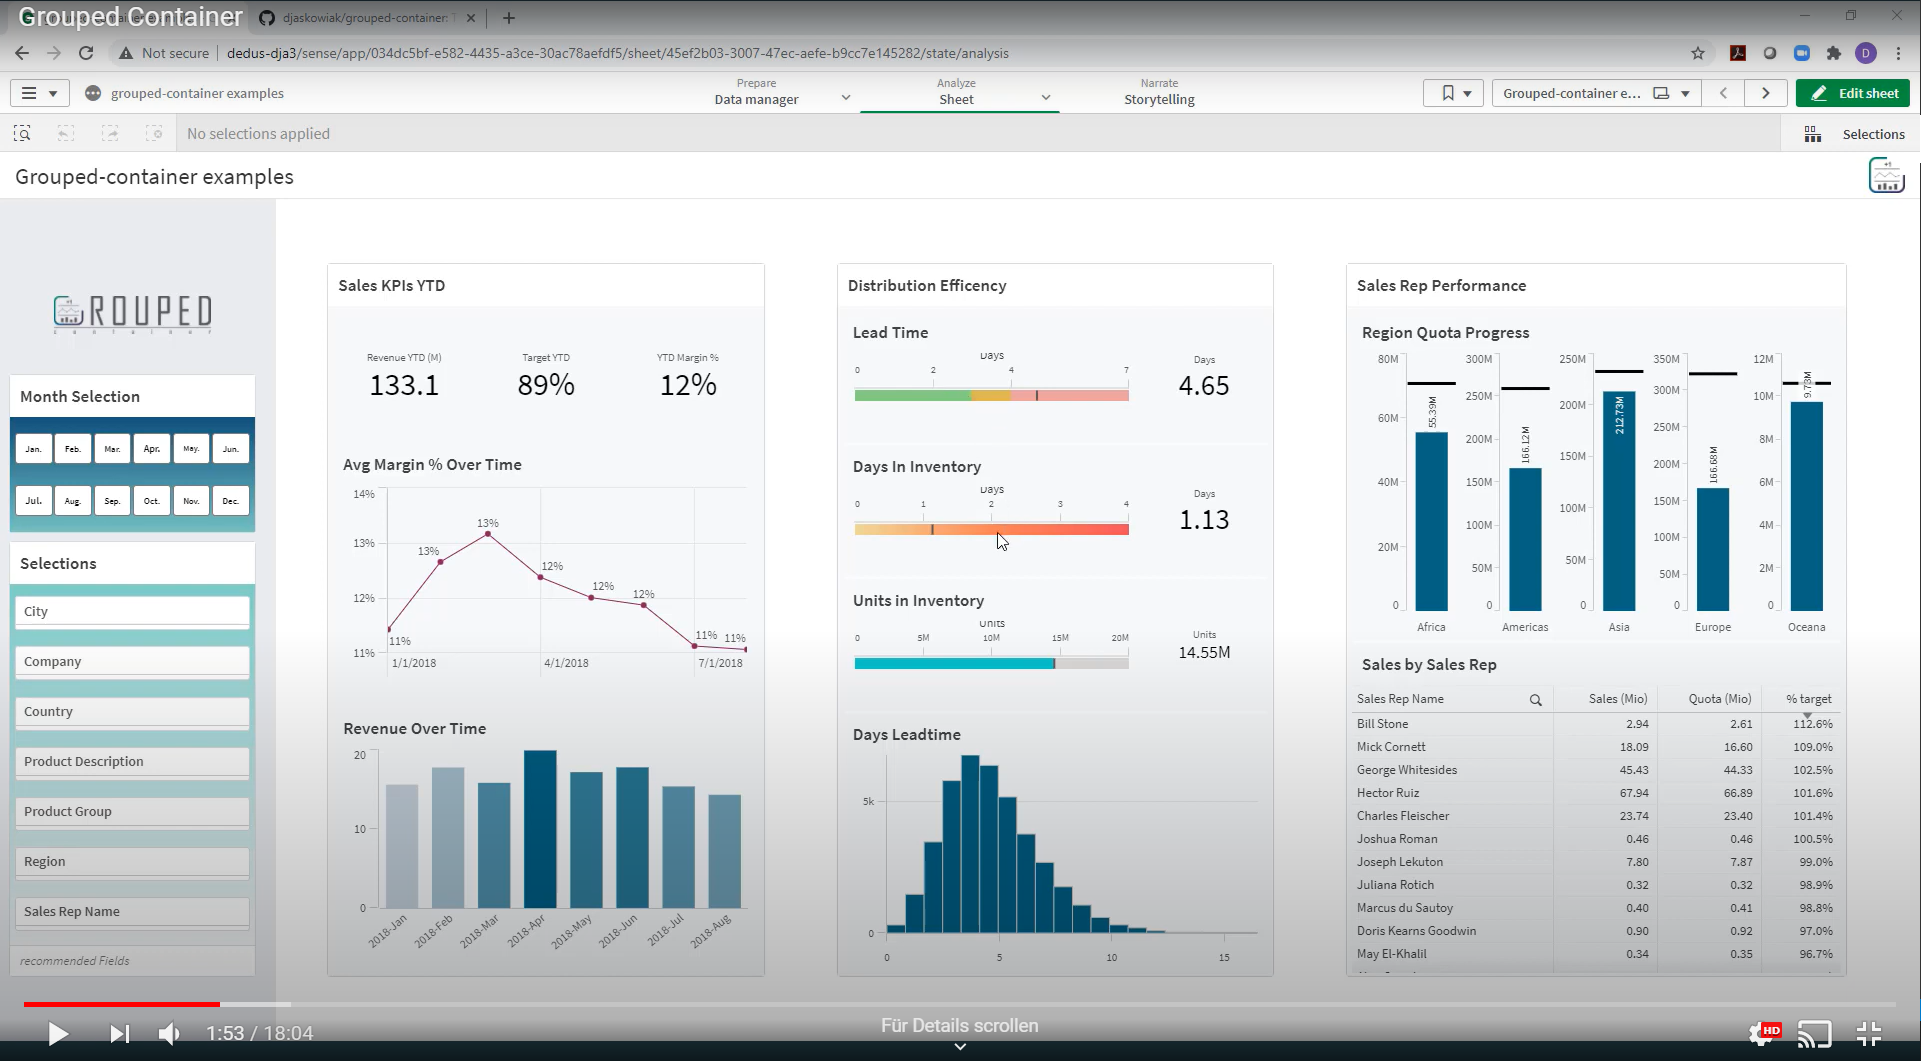 Grouped Container
djaskowiak/grouped-container:
Not secure
dedus-dja3/sense/app/034dc5bf-e582-4435-a3ce-30ac78aefdf5/sheet/45ef2b03-3007-47ec-aefe-b9cc7e145282/state/analysis
D
grouped-container examples
Prepare
Data manager
Analyze
Sheet
Narrate
Storytelling
Grouped-container e...
Edit sheet
No selections applied
Selections
Grouped-container examples
GROUPED
container
Month Selection
Jan. Feb. Mar. Apr. May. Jun.
Jul. Aug. Sep. Oct. Nov. Dec.
Selections
City
Company
Country
Product Description
Product Group
Region
Sales Rep Name
recommended Fields
Sales KPIs YTD
Revenue YTD (M) Target YTD YTD Margin %
133.1 89% 12%
Avg Margin % Over Time
14%
13%
12%
11%
11% 13% 13% 12% 12% 12% 11% 11%
1/1/2018 4/1/2018 7/1/2018
Revenue Over Time
20
10
0
2018-Jan 2018-Feb 2018-Mar 2018-Apr 2018-May 2018-Jun 2018-Jul 2018-Aug
Distribution Efficency
Lead Time
Days
0 2 4 7
Days
4.65
Days In Inventory
Days
0 1 2 3 4
Days
1.13
Units in Inventory
Units
0 5M 10M 15M 20M
Units
14.55M
Days Leadtime
5k
0
0 5 10 15
Sales Rep Performance
Region Quota Progress
80M
60M
40M
20M
0
55.39M
Africa
300M
250M
200M
150M
100M
50M
0
166.12M
Americas
250M
200M
150M
100M
50M
0
212.73M
Asia
350M
300M
250M
200M
150M
100M
50M
0
166.68M
Europe
12M
10M
8M
6M
4M
2M
0
9.73M
Oceana
Sales by Sales Rep
Sales Rep Name Sales (Mio) Quota (Mio) % target
Bill Stone 2.94 2.61 112.6%
Mick Cornett 18.09 16.60 109.0%
George Whitesides 45.43 44.33 102.5%
Hector Ruiz 67.94 66.89 101.6%
Charles Fleischer 23.74 23.40 101.4%
Joshua Roman 0.46 0.46 100.5%
Joseph Lekuton 7.80 7.87 99.0%
Juliana Rotich 0.32 0.32 98.9%
Marcus du Sautoy 0.40 0.41 98.8%
Doris Kearns Goodwin 0.90 0.92 97.0%
May El-Khalil 0.34 0.35 96.7%
1:53 / 18:04
Für Details scrollen
HD